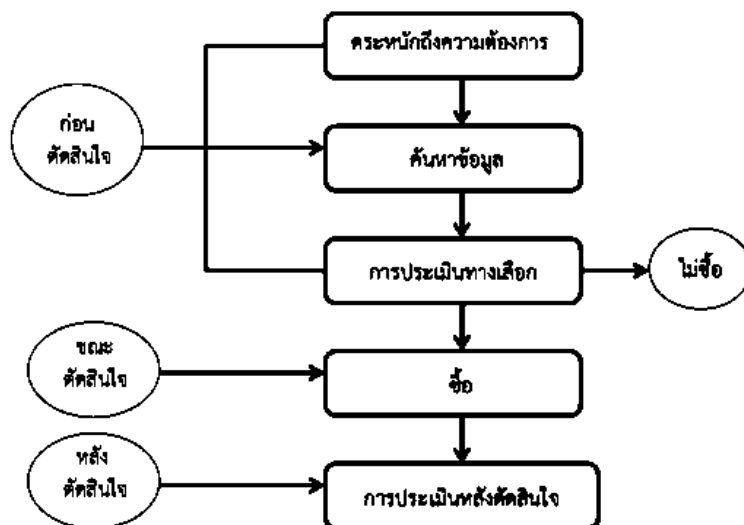 ตระหนักถึงความต้องการ
ก่อน
ตัดสินใจ
ค้นหาข้อมูล
การประเมินทางเลือก
ไม่ซื้อ
ขณะ
ตัดสินใจ
ซื้อ
หลัง
ตัดสินใจ
การประเมินหลังตัดสินใจ